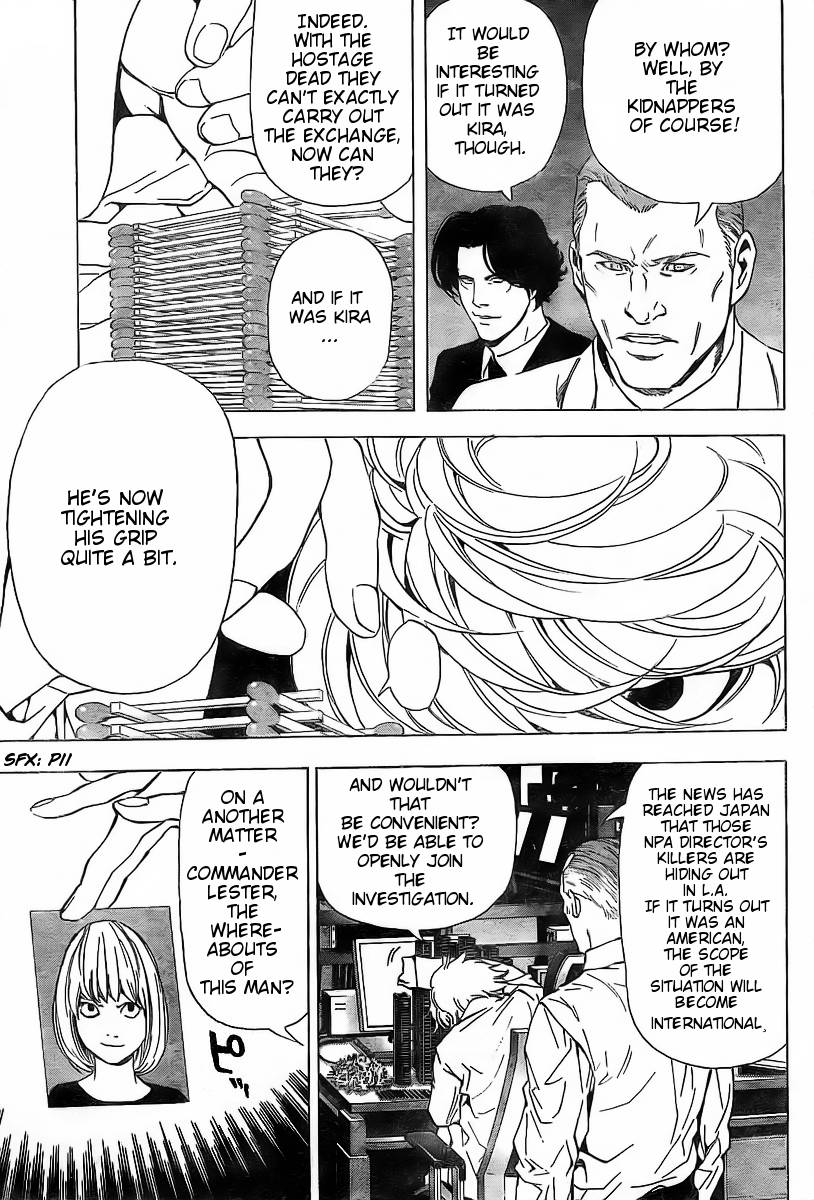 BY WHOM?
WELL, BY
THE
KIDNAPPERS
OF COURSE!
IT WOULD
BE
INTERESTING
IF IT TURNED
OUT IT WAS
KIRA,
THOUGH.
INDEED.
WITH THE
HOSTAGE
DEAD THEY
CAN'T EXACTLY
CARRY OUT
THE EXCHANGE,
NOW CAN
THEY?
AND IF IT
WAS KIRA
...
HE'S NOW
TIGHTENING
HIS GRIP
QUITE A BIT.
SFX: PII
THE NEWS HAS
REACHED JAPAN
THAT THOSE
NPA DIRECTOR'S
KILLERS ARE
HIDING OUT
IN L.A.
IF IT TURNS OUT
IT WAS AN
AMERICAN,
THE SCOPE
OF THE
SITUATION WILL
BECOME
INTERNATIONAL.
AND WOULDN'T
THAT
BE CONVENIENT?
WE'D BE ABLE TO
OPENLY JOIN
THE
INVESTIGATION.
ON A
ANOTHER
MATTER
-
COMMANDER
LESTER,
THE
WHERE-
ABOUTS
OF
THIS MAN?
ピッ